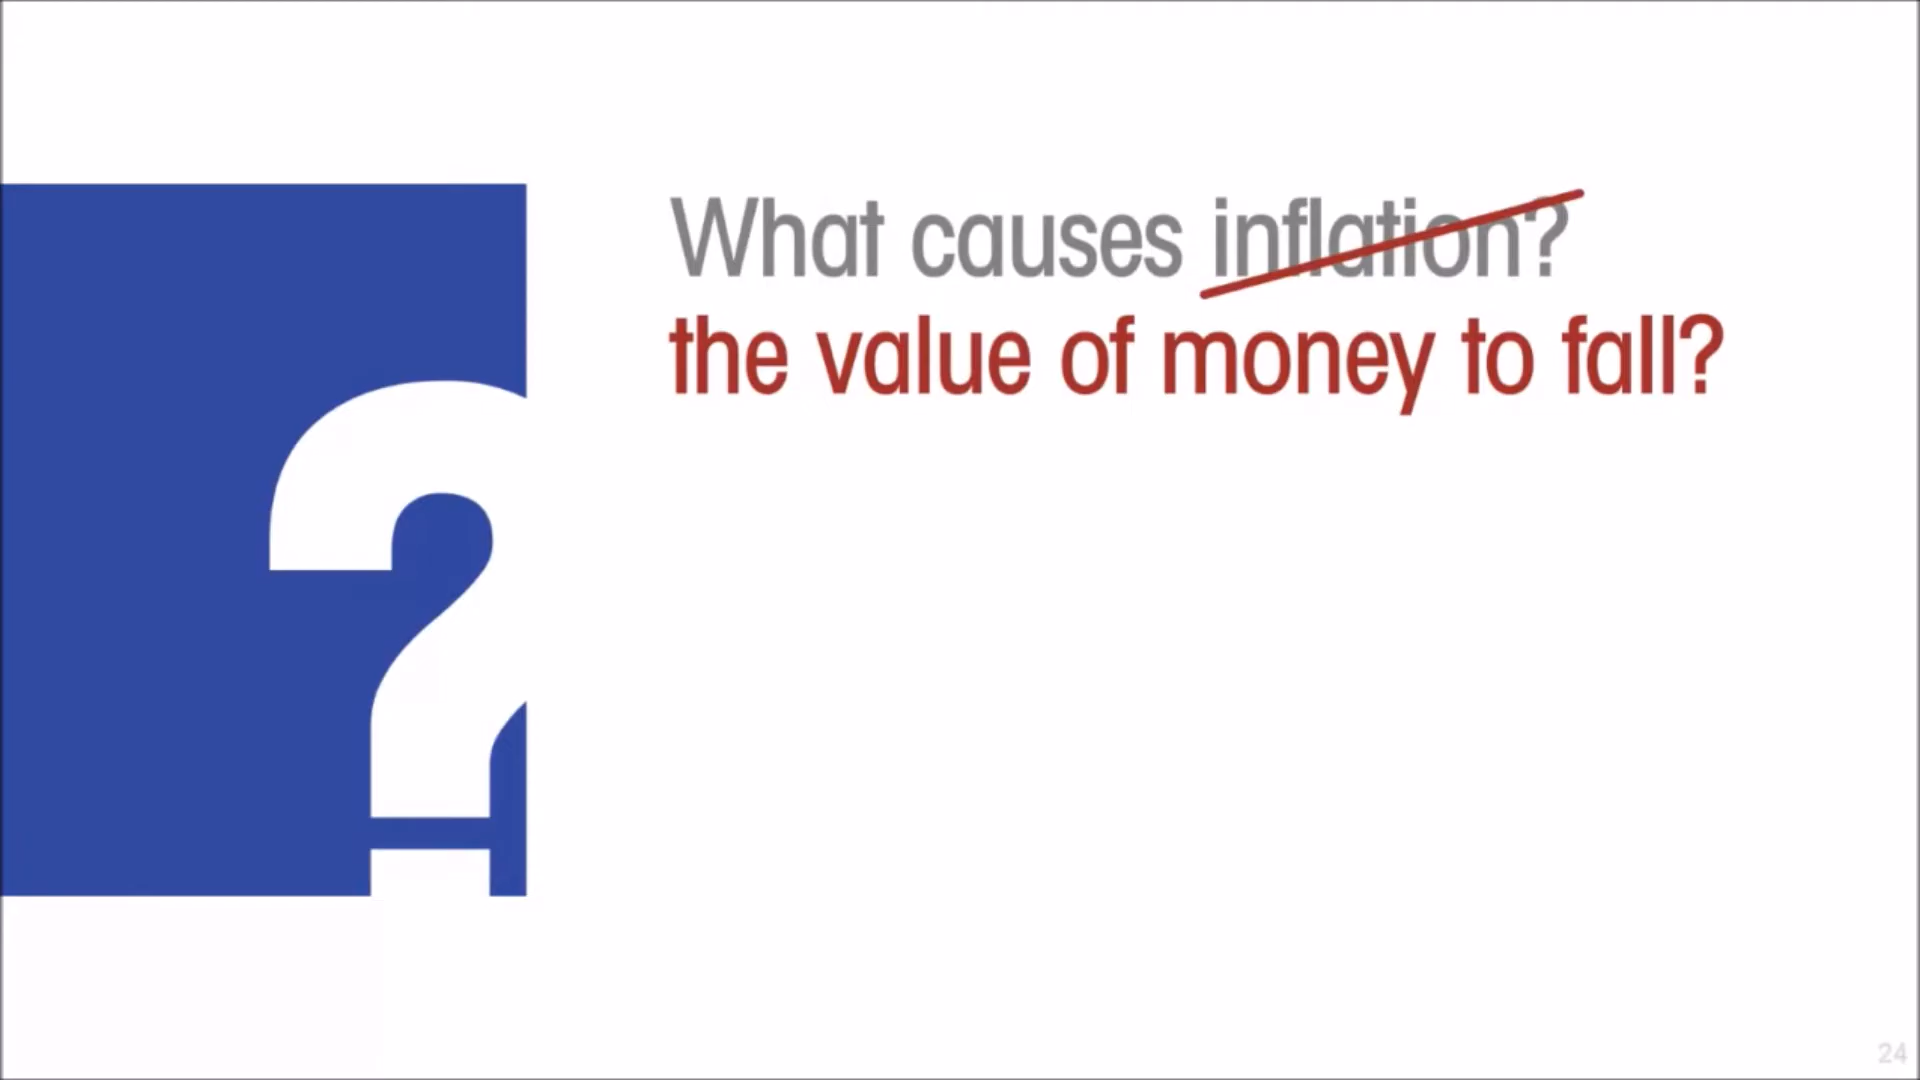 What causes inflation?
the value of money to fall?
24